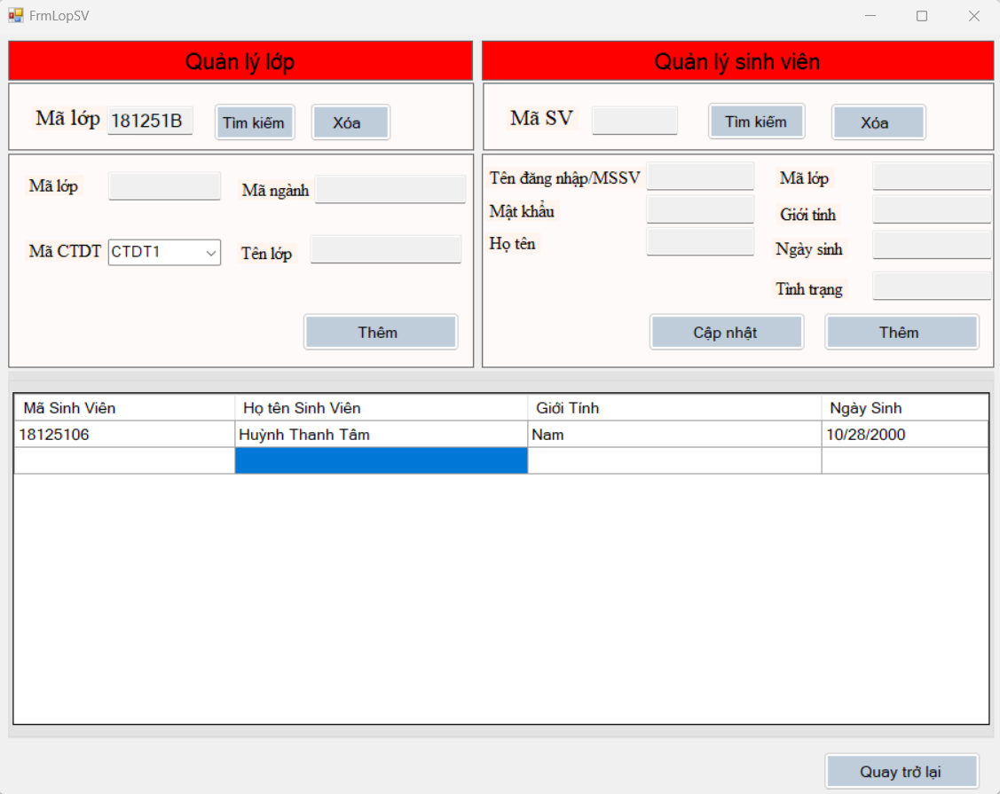 FrmLopSV
Quản lý lớp
Quản lý sinh viên
Mã lớp 181251B Tìm kiếm Xóa
Mã SV Tìm kiếm Xóa
Mã lớp Mã ngành
Mã CTDT CTDT1 Tên lớp
Thêm
Tên đăng nhập/MSSV Mã lớp
Mật khẩu Giới tính
Họ tên Ngày sinh
Tình trạng
Cập nhật Thêm
Mã Sinh Viên Họ tên Sinh Viên Giới Tính Ngày Sinh
18125106 Huỳnh Thanh Tâm Nam 10/28/2000
Quay trở lại